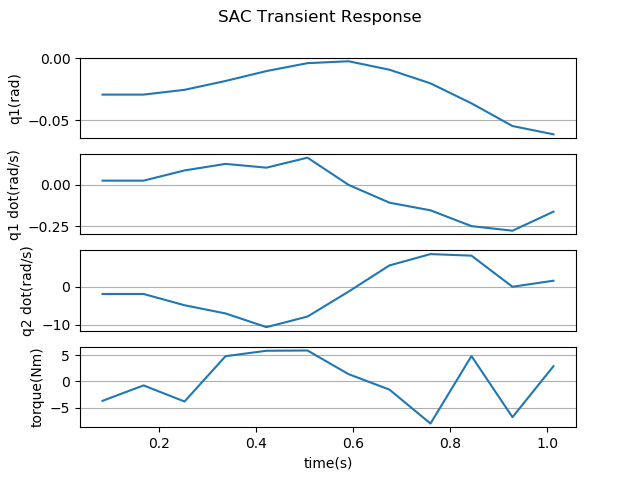 SAC Transient Response
q1(rad)
0.00
−0.05
q1 dot(rad/s)
0.00
−0.25
q2 dot(rad/s)
0
−10
torque(Nm)
5
0
−5
0.2 0.4 0.6 0.8 1.0
time(s)